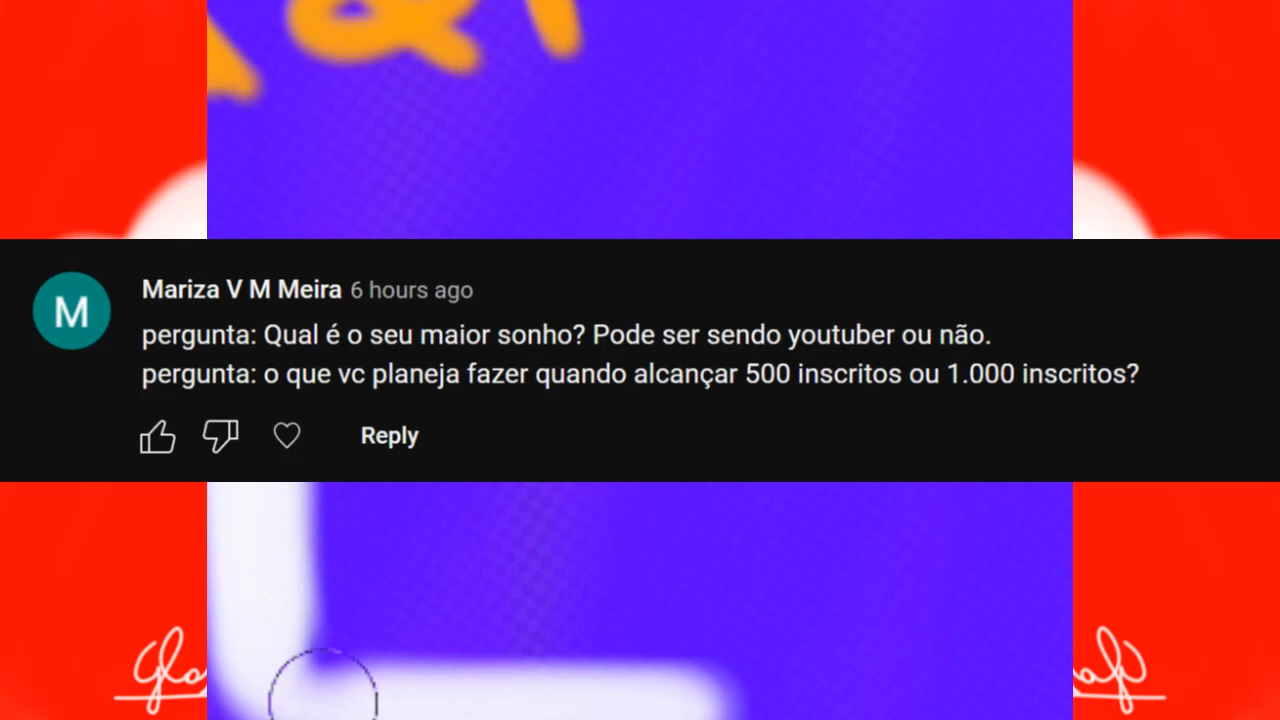 &
Mariza V M Meira 6 hours ago
M
pergunta: Qual é o seu maior sonho? Pode ser sendo youtuber ou não.
pergunta: o que vc planeja fazer quando alcançar 500 inscritos ou 1.000 inscritos?
Reply